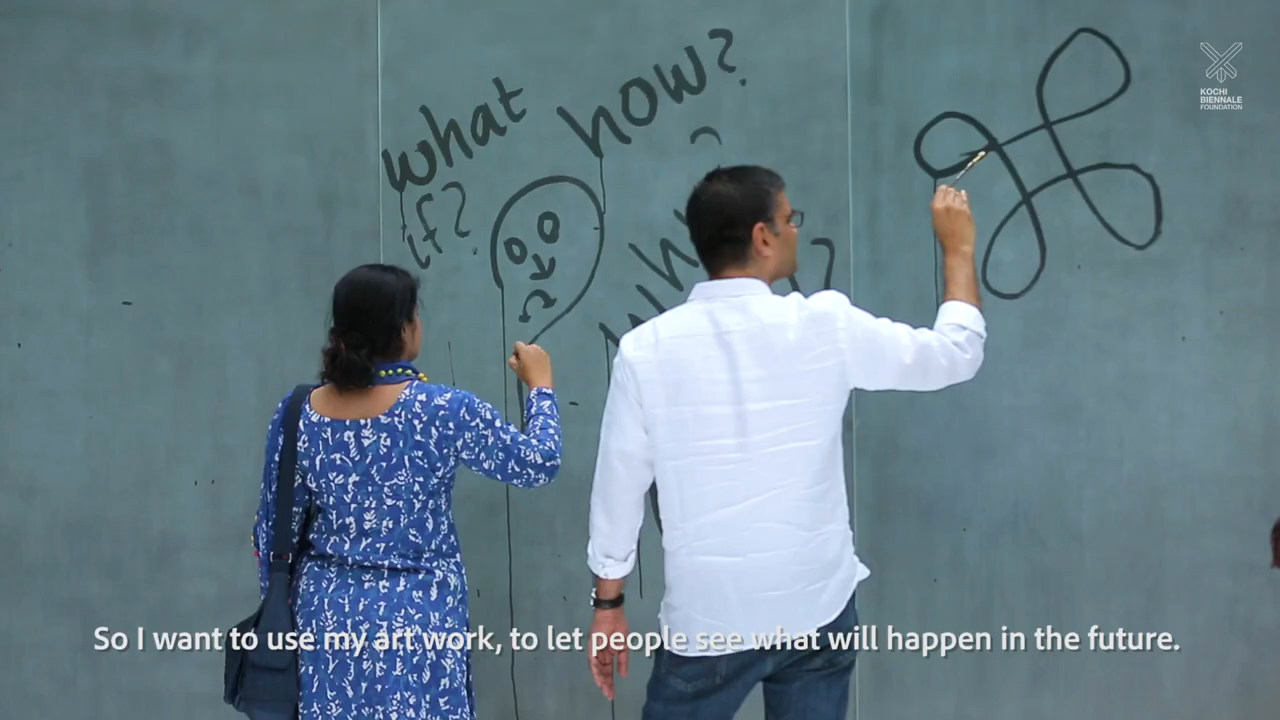 what
if?
how?
KOCHI
BIENNALE
FOUNDATION
So I want to use my art work, to let people see what will happen in the future.